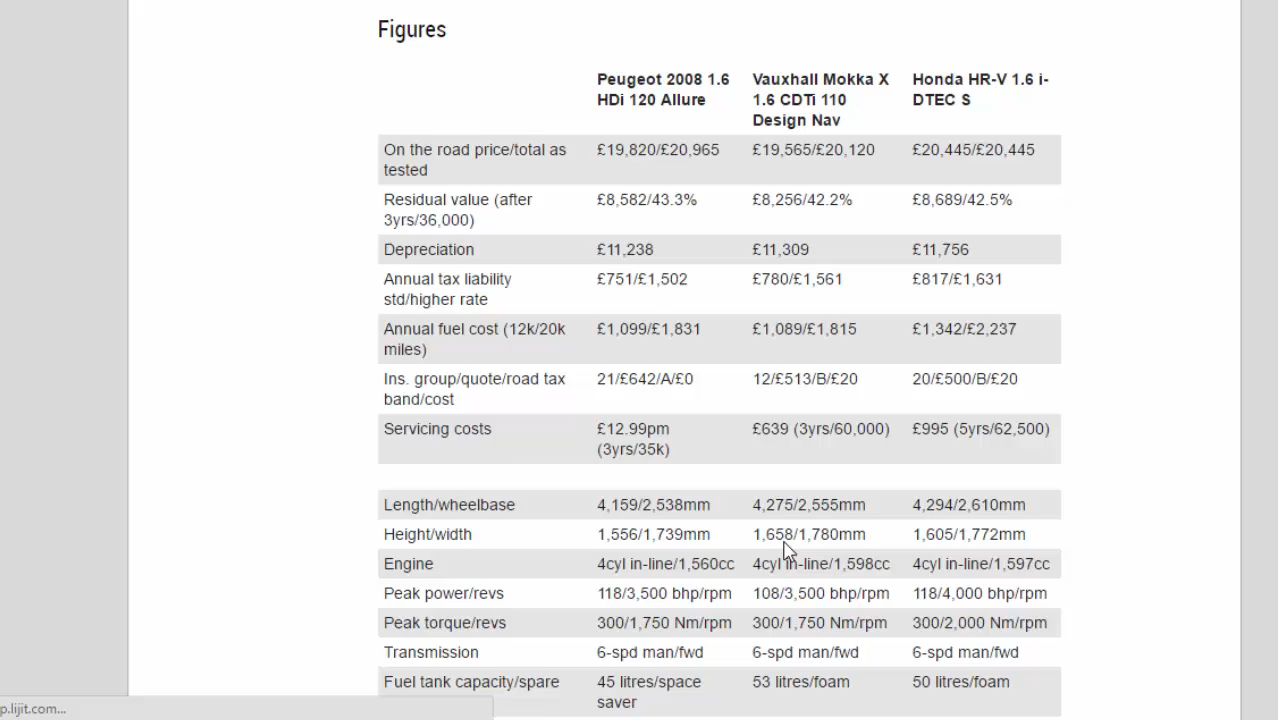 Figures
Peugeot 2008 1.6 HDi 120 Allure Vauxhall Mokka X 1.6 CDTi 110 Design Nav Honda HR-V 1.6 i-DTEC S
On the road price/total as tested £19,820/£20,965 £19,565/£20,120 £20,445/£20,445
Residual value (after 3yrs/36,000) £8,582/43.3% £8,256/42.2% £8,689/42.5%
Depreciation £11,238 £11,309 £11,756
Annual tax liability std/higher rate £751/£1,502 £780/£1,561 £817/£1,631
Annual fuel cost (12k/20k miles) £1,099/£1,831 £1,089/£1,815 £1,342/£2,237
Ins. group/quote/road tax band/cost 21/£642/A/£0 12/£513/B/£20 20/£500/B/£20
Servicing costs £12.99pm (3yrs/35k) £639 (3yrs/60,000) £995 (5yrs/62,500)
Length/wheelbase 4,159/2,538mm 4,275/2,555mm 4,294/2,610mm
Height/width 1,556/1,739mm 1,658/1,780mm 1,605/1,772mm
Engine 4cyl in-line/1,560cc 4cyl in-line/1,598cc 4cyl in-line/1,597cc
Peak power/revs 118/3,500 bhp/rpm 108/3,500 bhp/rpm 118/4,000 bhp/rpm
Peak torque/revs 300/1,750 Nm/rpm 300/1,750 Nm/rpm 300/2,000 Nm/rpm
Transmission 6-spd man/fwd 6-spd man/fwd 6-spd man/fwd
Fuel tank capacity/spare 45 litres/space saver 53 litres/foam 50 litres/foam
p.lijit.com...